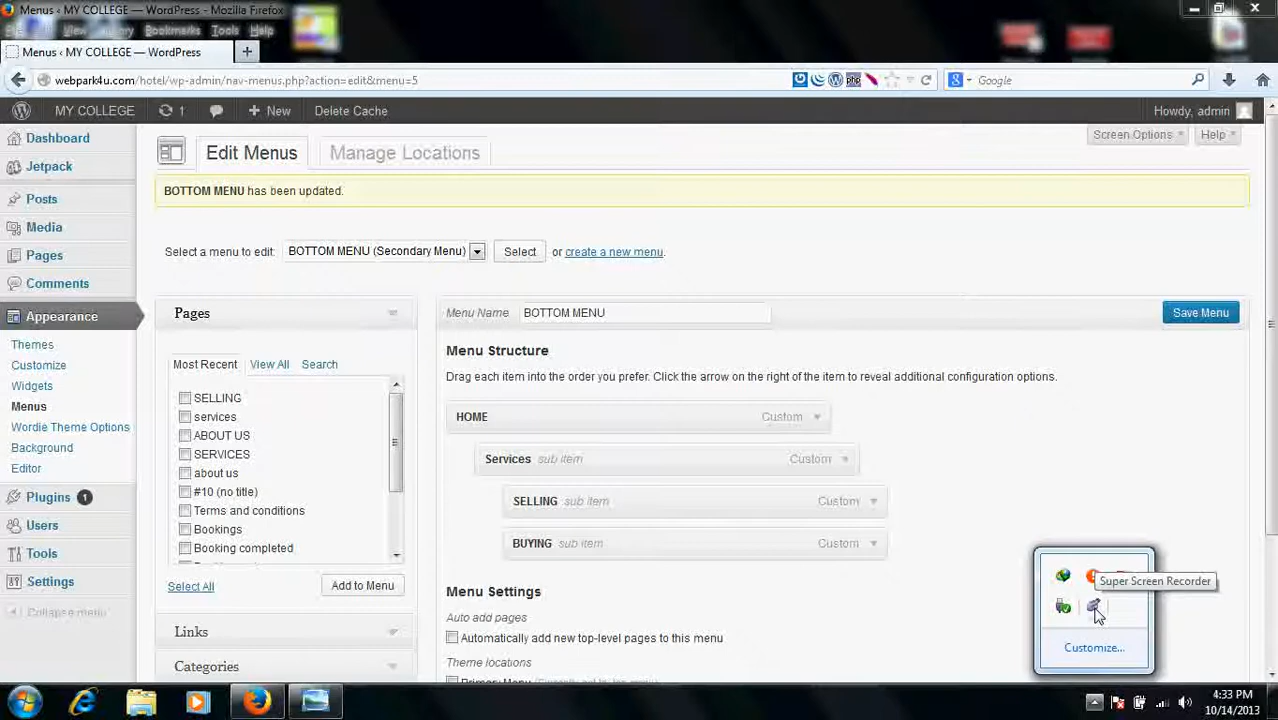 Menus ‹ MY COLLEGE — WordPress - Mozilla Firefox
View
Tools Help
Menus ‹ MY COLLEGE — WordPress
webpark4u.com/hotel/wp-admin/nav-menus.php?action=edit&menu=5
Google
MY COLLEGE 1 New Delete Cache Howdy, admin
Screen Options Help
Dashboard
Jetpack
Posts
Media
Pages
Comments
Appearance
Themes
Customize
Widgets
Menus
Wordie Theme Options
Background
Editor
Plugins 1
Users
Tools
Settings
Collapse menu
Edit Menus Manage Locations
BOTTOM MENU has been updated.
Select a menu to edit: BOTTOM MENU (Secondary Menu) Select or create a new menu.
Pages
Most Recent View All Search
SELLING
services
ABOUT US
SERVICES
about us
#10 (no title)
Terms and conditions
Bookings
Booking completed
Select All Add to Menu
Links
Categories
Menu Name BOTTOM MENU Save Menu
Menu Structure
Drag each item into the order you prefer. Click the arrow on the right of the item to reveal additional configuration options.
HOME Custom
Services sub item Custom
SELLING sub item Custom
BUYING sub item Custom
Menu Settings
Auto add pages
Automatically add new top-level pages to this menu
Theme locations
Primary Menu
Super Screen Recorder
Customize...
4:33 PM
10/14/2013